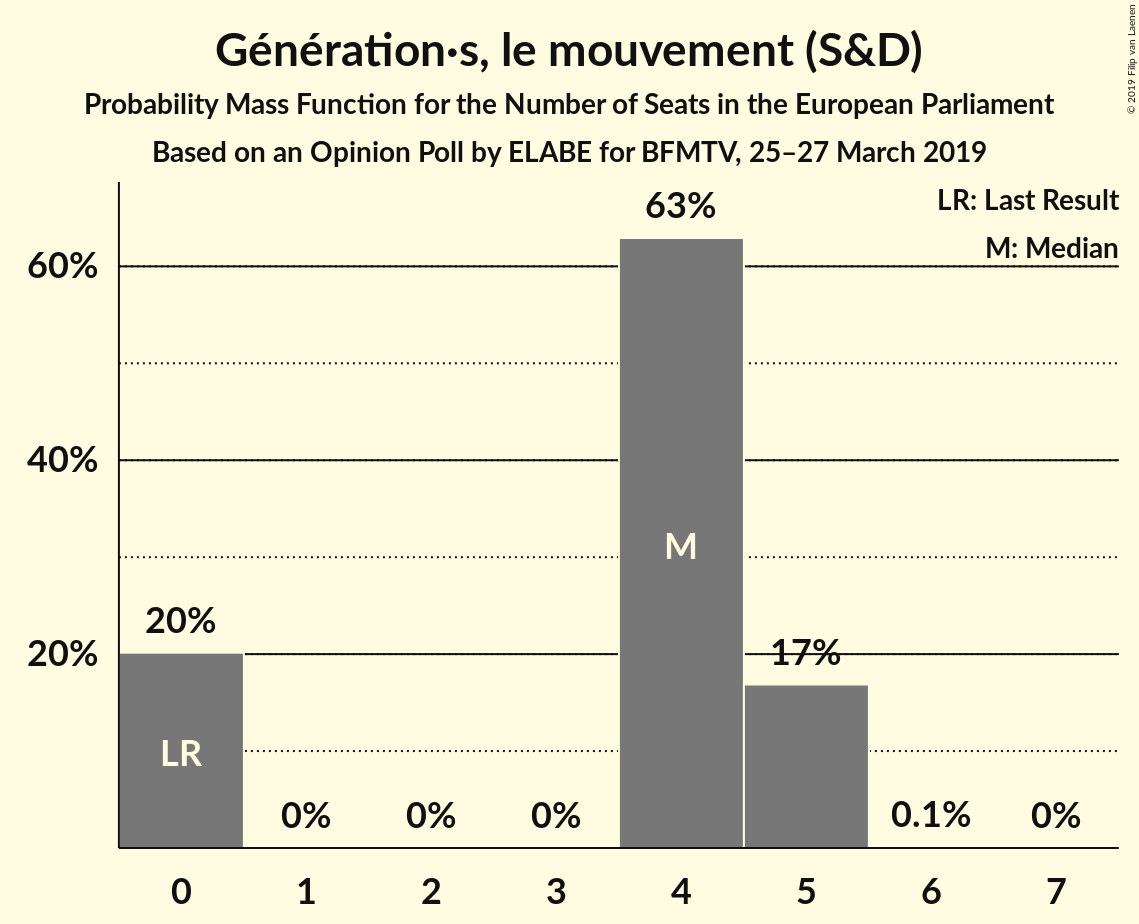 Génération·s, le mouvement (S&D)
Probability Mass Function for the Number of Seats in the European Parliament
Based on an Opinion Poll by ELABE for BFMTV, 25–27 March 2019
© 2019 Filip van Laenen
LR: Last Result
M: Median
60%
40%
20%
20%
0%
0%
0%
63%
17%
0.1%
0%
LR
M
0 1 2 3 4 5 6 7